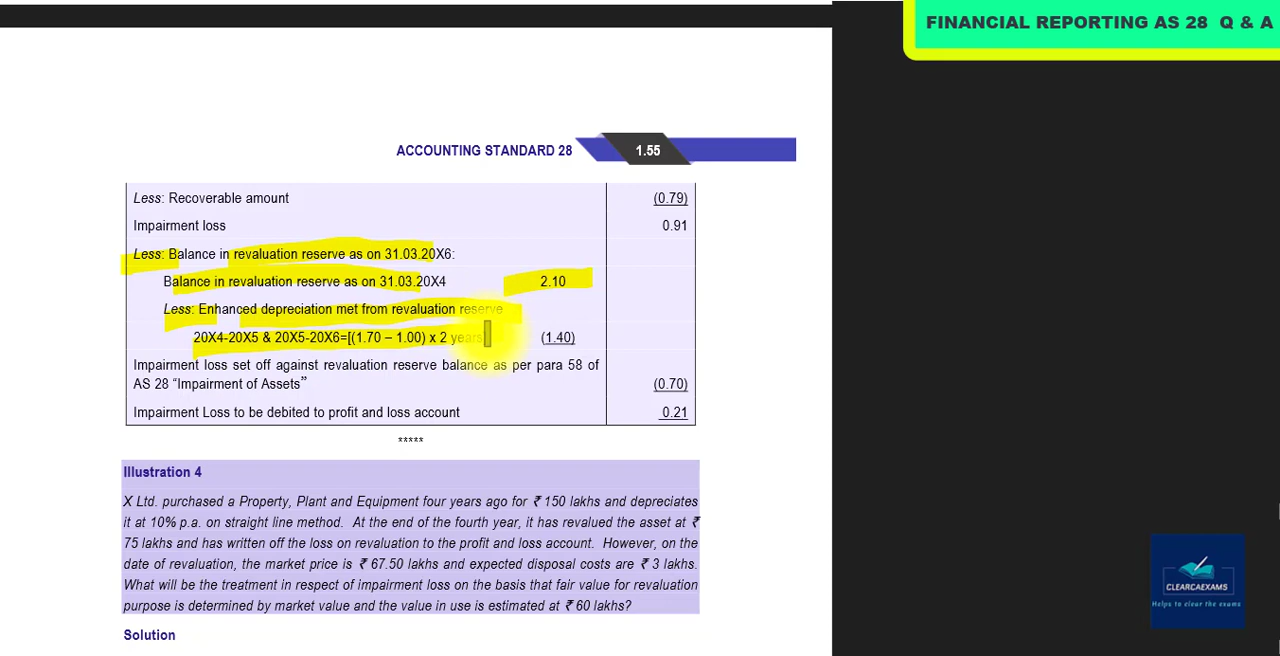 FINANCIAL REPORTING AS 28 Q & A
ACCOUNTING STANDARD 28
1.55
Less: Recoverable amount (0.79)
Impairment loss 0.91
Less: Balance in revaluation reserve as on 31.03.20X6:
Balance in revaluation reserve as on 31.03.20X4 2.10
Less: Enhanced depreciation met from revaluation reserve
20X4-20X5 & 20X5-20X6=[(1.70 – 1.00) x 2 years (1.40)
Impairment loss set off against revaluation reserve balance as per para 58 of
AS 28 “Impairment of Assets” (0.70)
Impairment Loss to be debited to profit and loss account 0.21
*****
Illustration 4
X Ltd. purchased a Property, Plant and Equipment four years ago for ₹ 150 lakhs and depreciates
it at 10% p.a. on straight line method. At the end of the fourth year, it has revalued the asset at ₹
75 lakhs and has written off the loss on revaluation to the profit and loss account. However, on the
date of revaluation, the market price is ₹ 67.50 lakhs and expected disposal costs are ₹ 3 lakhs.
What will be the treatment in respect of impairment loss on the basis that fair value for revaluation
purpose is determined by market value and the value in use is estimated at ₹ 60 lakhs?
Solution
CLEARCAEXAMS
Helps to clear the exams